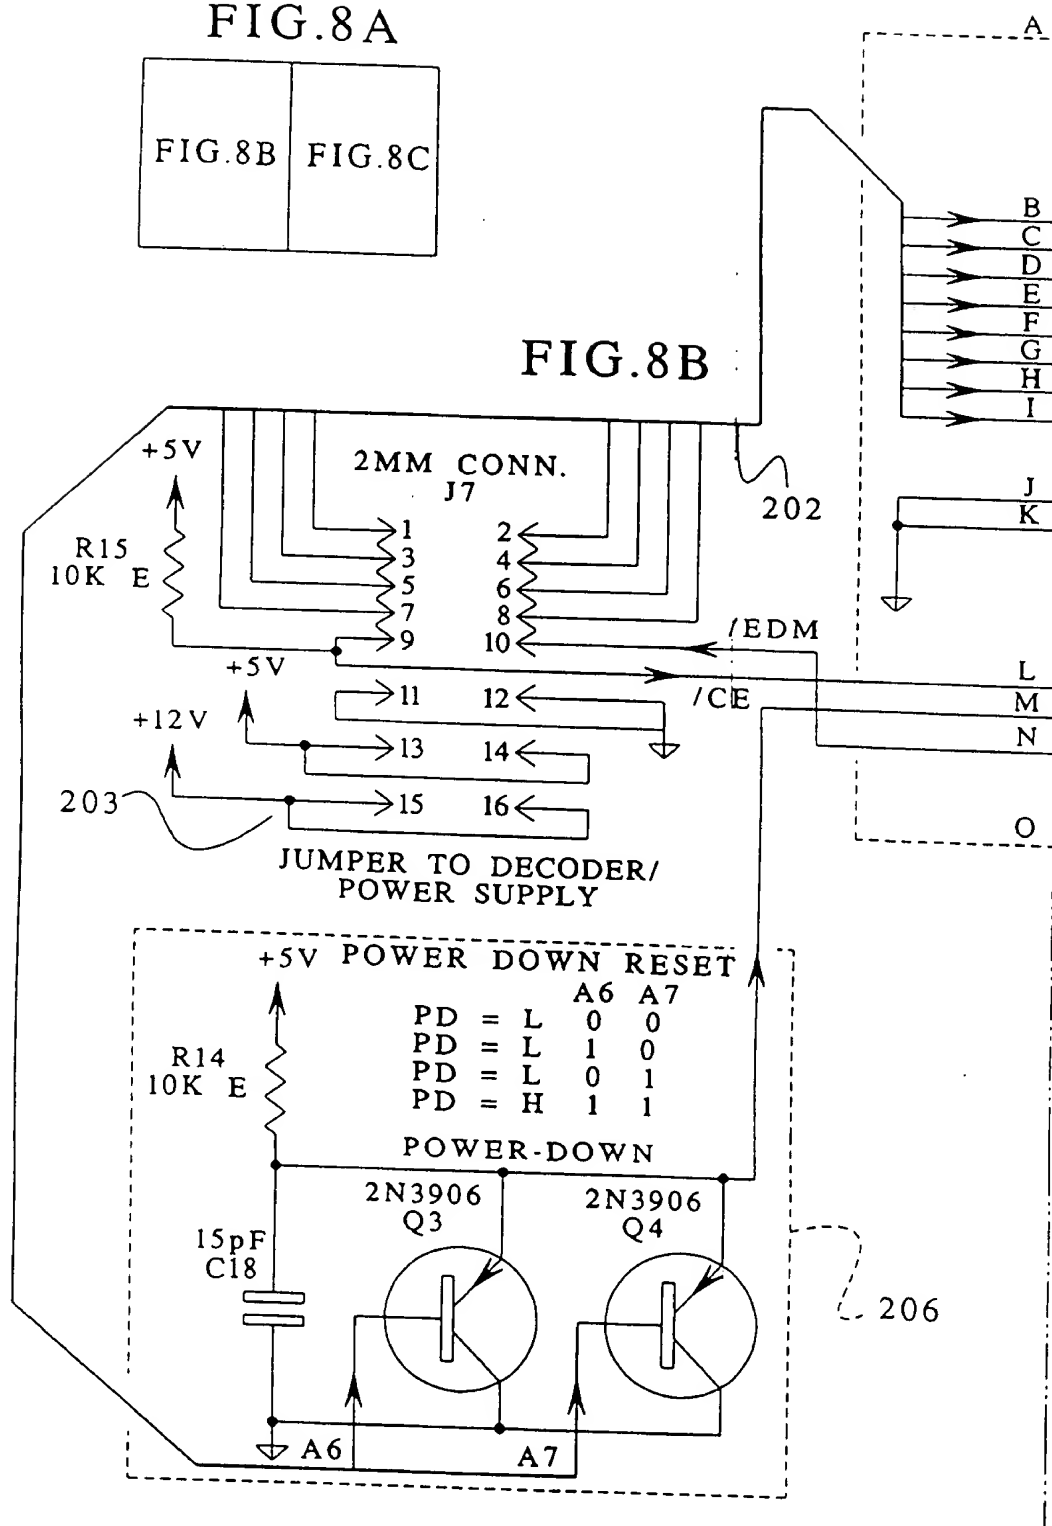 FIG.8A
FIG.8B FIG.8C
A
B
C
D
E
F
G
H
I
FIG.8B
+5V
2MM CONN.
J7
202
J
K
R15
10K E
1 2
3 4
5 6
7 8
9 10
/EDM
+5V
L
/CE
11 12
M
+12V
13 14
N
203
15 16
O
JUMPER TO DECODER/
POWER SUPPLY
+5V POWER DOWN RESET
A6 A7
PD = L 0 0
PD = L 1 0
PD = L 0 1
PD = H 1 1
R14
10K E
POWER-DOWN
2N3906
Q3
2N3906
Q4
15pF
C18
206
A6
A7